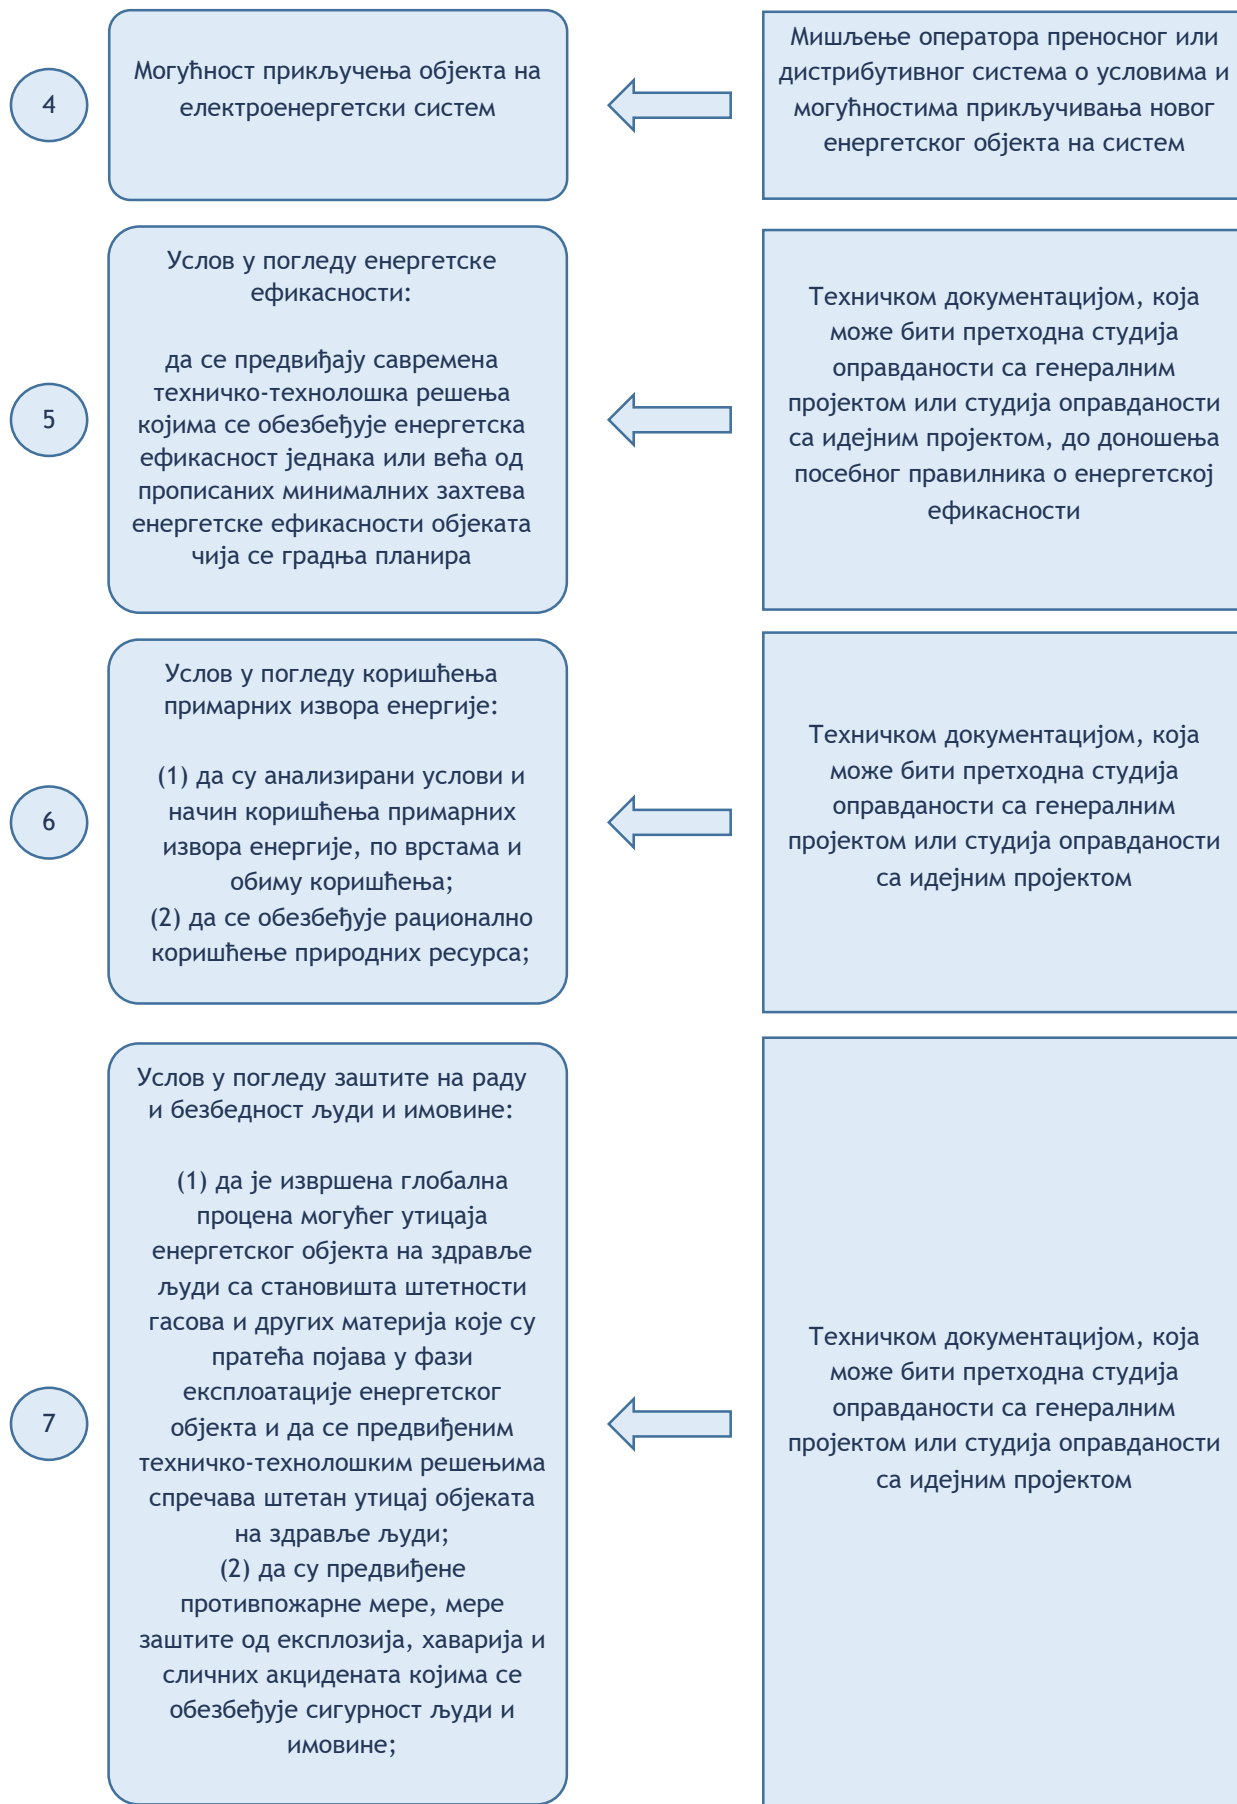 4
Могућност прикључења објекта на
електроенергетски систем
Мишљење оператора преносног или
дистрибутивног система о условима и
могућностима прикључивања новог
енергетског објекта на систем
5
Услов у погледу енергетске
ефикасности:
да се предвиђају савремена
техничко-технолошка решења
којима се обезбеђује енергетска
ефикасност једнака или већа од
прописаних минималних захтева
енергетске ефикасности објеката
чија се градња планира
Техничком документацијом, која
може бити претходна студија
оправданости са генералним
пројектом или студија оправданости
са идејним пројектом, до доношења
посебног правилника о енергетској
ефикасности
6
Услов у погледу коришћења
примарних извора енергије:
(1) да су анализирани услови и
начин коришћења примарних
извора енергије, по врстама и
обиму коришћења;
(2) да се обезбеђује рационално
коришћење природних ресурса;
Техничком документацијом, која
може бити претходна студија
оправданости са генералним
пројектом или студија оправданости
са идејним пројектом
7
Услов у погледу заштите на раду
и безбедност људи и имовине:
(1) да је извршена глобална
процена могућег утицаја
енергетског објекта на здравље
људи са становишта штетности
гасова и других материја које су
пратећа појава у фази
експлоатације енергетског
објекта и да се предвиђеним
техничко-технолошким решењима
спречава штетан утицај објеката
на здравље људи;
(2) да су предвиђене
противпожарне мере, мере
заштите од експлозија, хаварија и
сличних акцидената којима се
обезбеђује сигурност људи и
имовине;
Техничком документацијом, која
може бити претходна студија
оправданости са генералним
пројектом или студија оправданости
са идејним пројектом